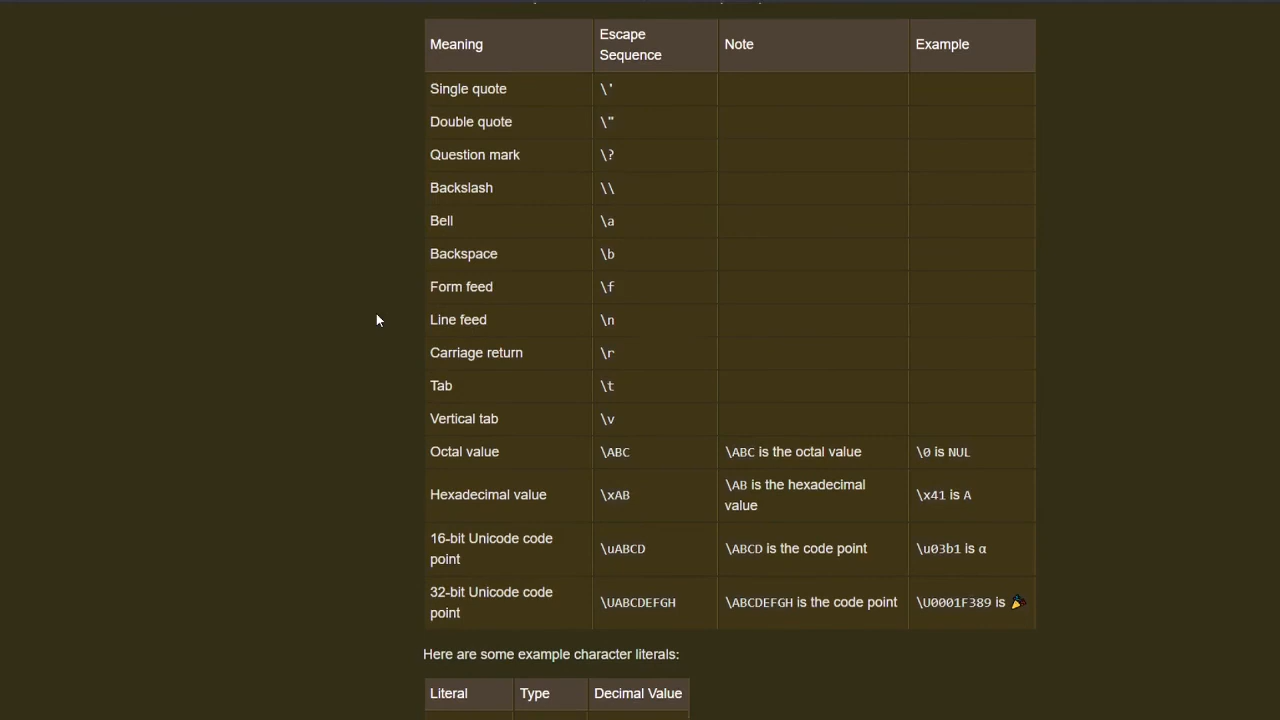 Meaning Escape Sequence Note Example
Single quote \'
Double quote \"
Question mark \?
Backslash \\
Bell \a
Backspace \b
Form feed \f
Line feed \n
Carriage return \r
Tab \t
Vertical tab \v
Octal value \ABC \ABC is the octal value \0 is NUL
Hexadecimal value \xAB \AB is the hexadecimal value \x41 is A
16-bit Unicode code point \uABCD \ABCD is the code point \u03b1 is α
32-bit Unicode code point \UABCDEFGH \ABCDEFGH is the code point \U0001F389 is 🎉
Here are some example character literals:
Literal Type Decimal Value